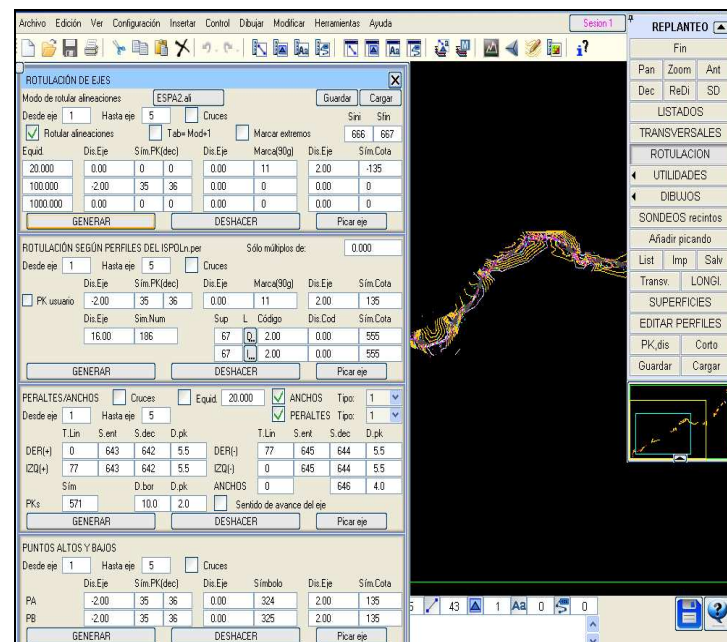 Archivo Edición Ver Configuración Insertar Control Dibujar Modificar Herramientas Ayuda Sesion 1
ROTULACIÓN DE EJES
Modo de rotular alineaciones ESPA2.ali Guardar Cargar
Desde eje 1 Hasta eje 5 Cruces Sini Sfin
Rotular alineaciones Tab=Mod+1 Marcar extremos 666 667
Equid. Dis.Eje Sím.PK(dec) Dis.Eje Marca(90g) Dis.Eje Sím.Cota
20.000 0.00 0 0 0.00 11 2.00 -135
100.000 -2.00 35 36 0.00 0 0.00 0
1000.000 0.00 0 0 0.00 0 0.00 0
GENERAR DESHACER Picar eje
ROTULACIÓN SEGÚN PERFILES DEL ISPOLn.per Sólo múltiplos de: 0.000
Desde eje 1 Hasta eje 5 Cruces
Dis.Eje Sím.PK(dec) Dis.Eje Marca(90g) Dis.Eje Sím.Cota
PK usuario -2.00 35 36 0.00 11 2.00 135
Dis.Eje Sim.Num Sup L Código Dis.Cod Sim.Cota
16.00 186 67 D.. 2.00 0.00 555
67 I... 2.00 0.00 555
GENERAR DESHACER Picar eje
PERALTES/ANCHOS Cruces Equid. 20.000 ANCHOS Tipo: 1
Desde eje 1 Hasta eje 5 PERALTES Tipo: 1
T.Lin S.ent S.dec D.pk T.Lin S.ent S.dec D.pk
DER(+) 0 643 642 5.5 DER(-) 77 645 644 5.5
IZQ(+) 77 643 642 5.5 IZQ(-) 0 645 644 5.5
Sím D.bor D.pk ANCHOS 0 646 4.0
PKs 571 10.0 2.0 Sentido de avance del eje
GENERAR DESHACER Picar eje
PUNTOS ALTOS Y BAJOS
Desde eje 1 Hasta eje 5 Cruces
Dis.Eje Sím.PK(dec) Dis.Eje Símbolo Dis.Eje Sím.Cota
PA -2.00 35 36 0.00 324 2.00 135
PB -2.00 35 36 0.00 325 2.00 135
GENERAR DESHACER Picar eje
5 43 1 Aa 0 0
REPLANTEO
Fin
Pan Zoom Ant
Dec ReDi SD
LISTADOS
TRANSVERSALES
ROTULACION
UTILIDADES
DIBUJOS
SONDEOS recintos
Añadir picando
List Imp Salv
Transv. LONGI.
SUPERFICIES
EDITAR PERFILES
PK,dis Corto
Guardar Cargar